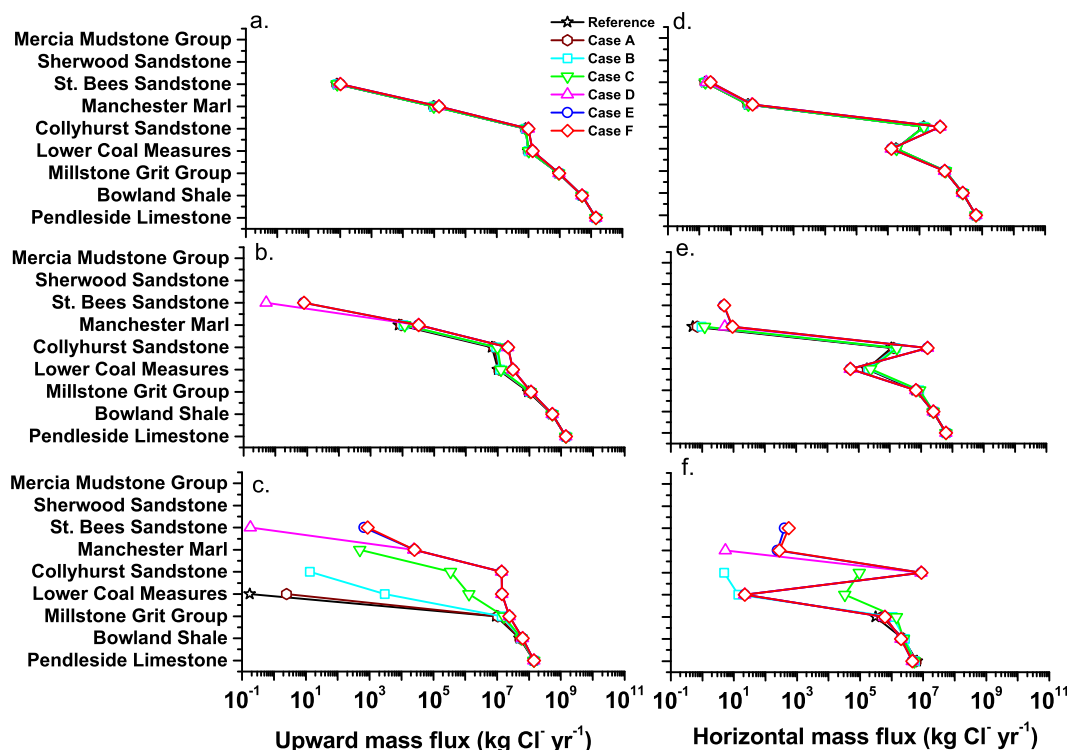 a.
Mercia Mudstone Group
Sherwood Sandstone
St. Bees Sandstone
Manchester Marl
Collyhurst Sandstone
Lower Coal Measures
Millstone Grit Group
Bowland Shale
Pendleside Limestone
Reference
Case A
Case B
Case C
Case D
Case E
Case F
d.
b.
Mercia Mudstone Group
Sherwood Sandstone
St. Bees Sandstone
Manchester Marl
Collyhurst Sandstone
Lower Coal Measures
Millstone Grit Group
Bowland Shale
Pendleside Limestone
e.
c.
Mercia Mudstone Group
Sherwood Sandstone
St. Bees Sandstone
Manchester Marl
Collyhurst Sandstone
Lower Coal Measures
Millstone Grit Group
Bowland Shale
Pendleside Limestone
f.
10⁻¹ 10¹ 10³ 10⁵ 10⁷ 10⁹ 10¹¹
Upward mass flux (kg Cl⁻ yr⁻¹)
10⁻¹ 10¹ 10³ 10⁵ 10⁷ 10⁹ 10¹¹
Horizontal mass flux (kg Cl⁻ yr⁻¹)